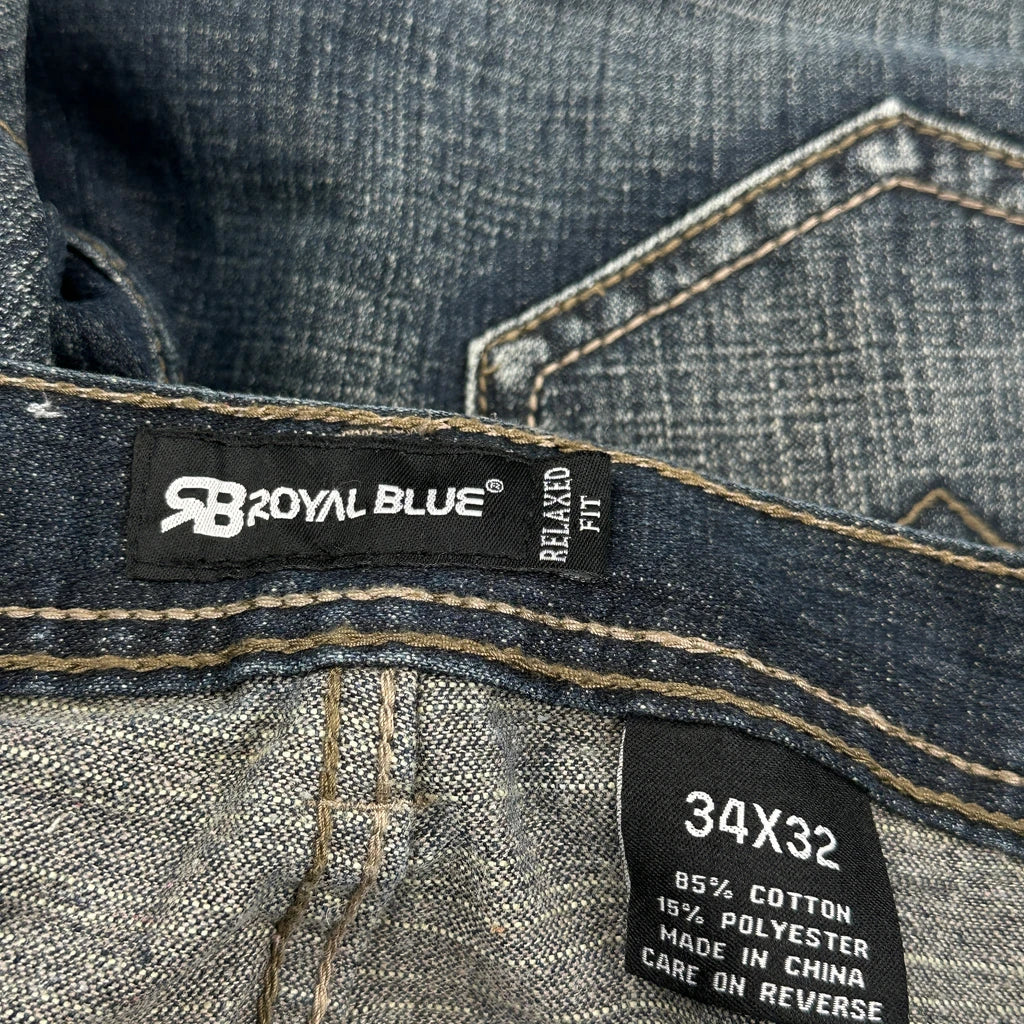 RB ROYAL BLUE®
RELAXED
FIT
34X32
85% COTTON
15% POLYESTER
MADE IN CHINA
CARE ON REVERSE